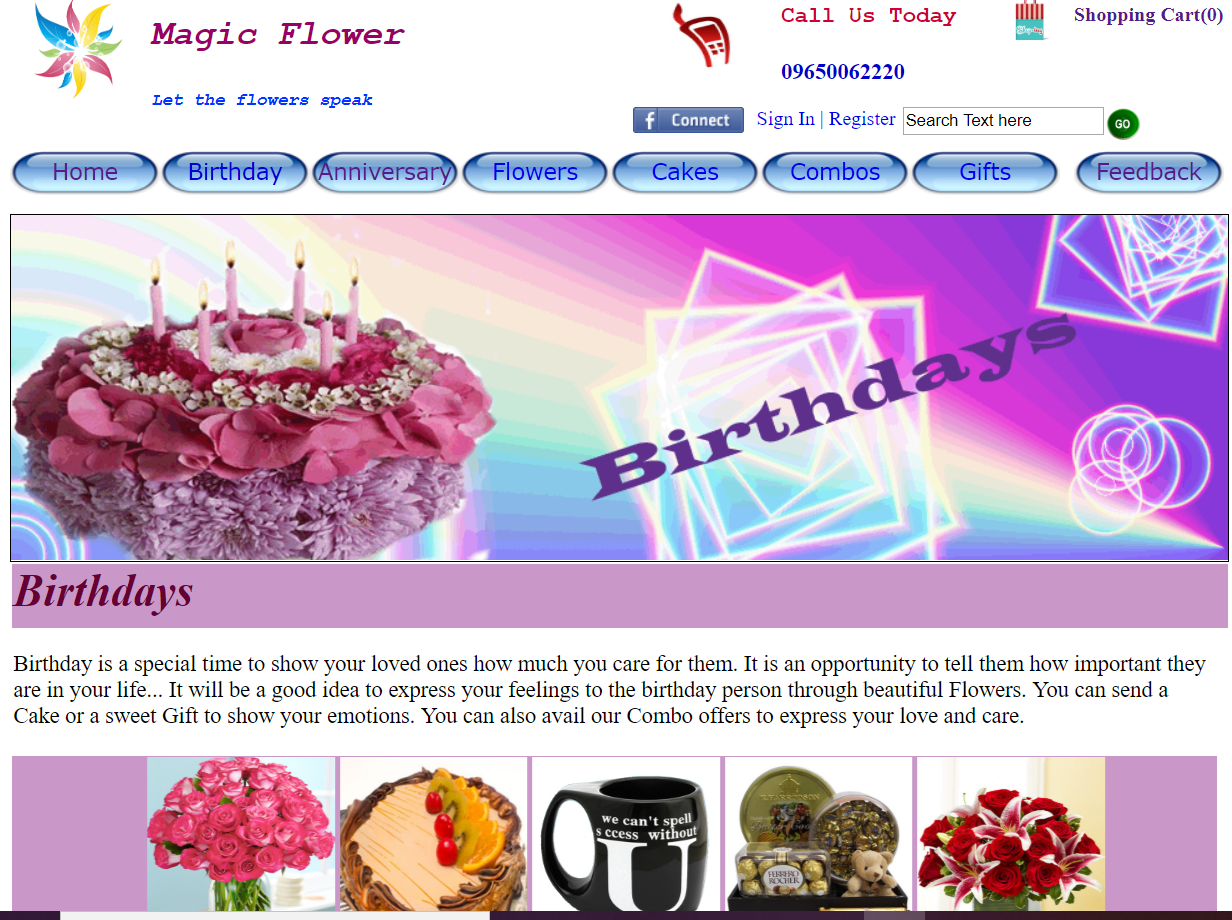 Magic Flower
Let the flowers speak
Call Us Today
09650062220
Shopping Cart(0)
f Connect
Sign In | Register
Search Text here
GO
Home
Birthday
Anniversary
Flowers
Cakes
Combos
Gifts
Feedback
Birthdays
Birthdays
Birthday is a special time to show your loved ones how much you care for them. It is an opportunity to tell them how important they
are in your life... It will be a good idea to express your feelings to the birthday person through beautiful Flowers. You can send a
Cake or a sweet Gift to show your emotions. You can also avail our Combo offers to express your love and care.
we can't spell
s ccess without
U
FERRERO
ROCHER